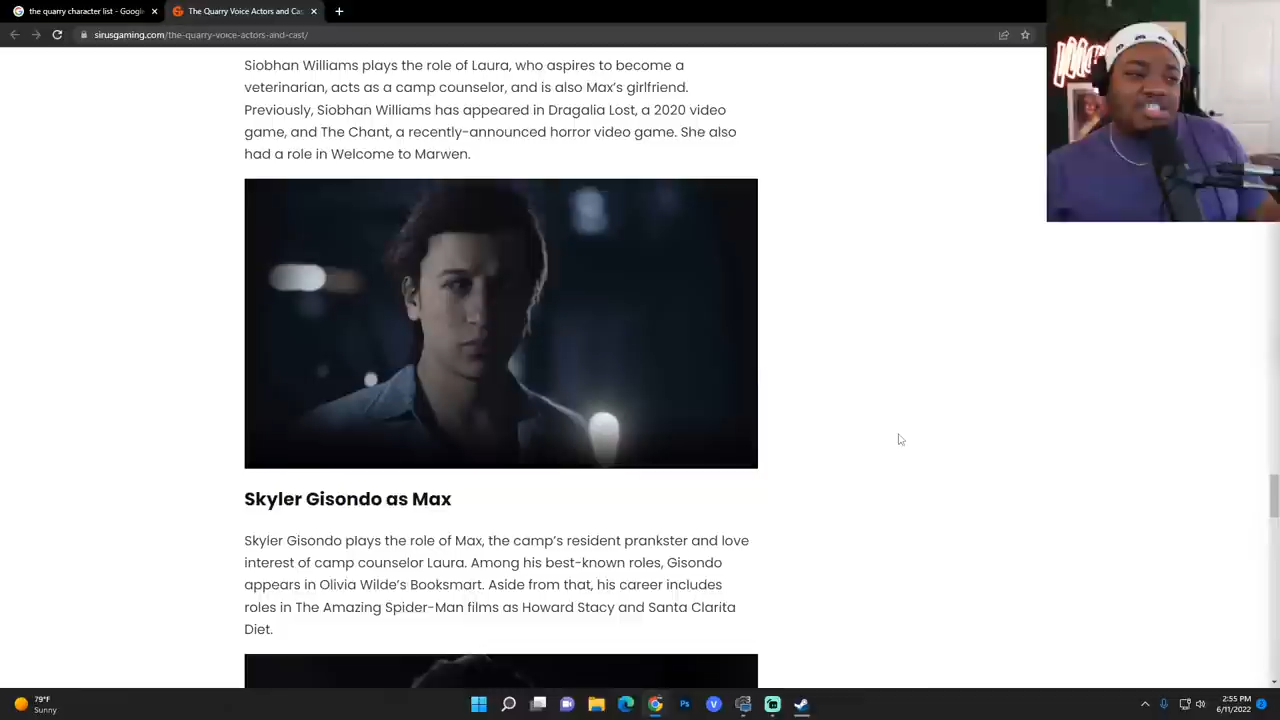 the quarry character list - Google
The Quarry Voice Actors and Ca
sirusgaming.com/the-quarry-voice-actors-and-cast/
Siobhan Williams plays the role of Laura, who aspires to become a
veterinarian, acts as a camp counselor, and is also Max's girlfriend.
Previously, Siobhan Williams has appeared in Dragalia Lost, a 2020 video
game, and The Chant, a recently-announced horror video game. She also
had a role in Welcome to Marwen.
Skyler Gisondo as Max
Skyler Gisondo plays the role of Max, the camp's resident prankster and love
interest of camp counselor Laura. Among his best-known roles, Gisondo
appears in Olivia Wilde's Booksmart. Aside from that, his career includes
roles in The Amazing Spider-Man films as Howard Stacy and Santa Clarita
Diet.
79°F
Sunny
2:55 PM
6/11/2022